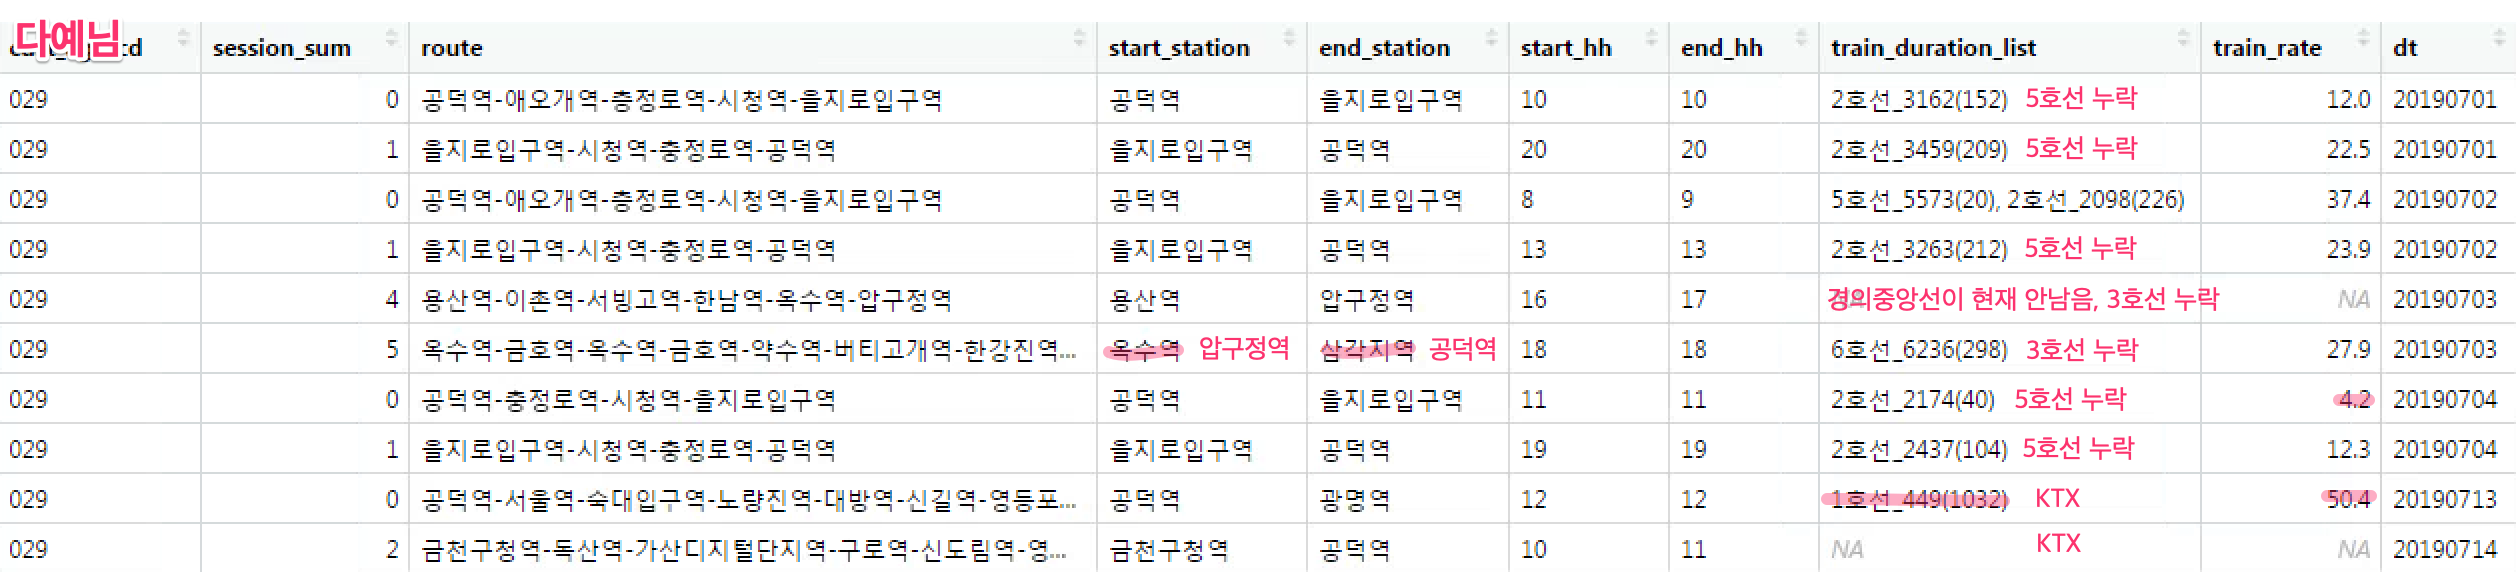 다예님 cd session_sum route start_station end_station start_hh end_hh train_duration_list train_rate dt
029 0 공덕역-애오개역-충정로역-시청역-을지로입구역 공덕역 을지로입구역 10 10 2호선_3162(152) 5호선 누락 12.0 20190701
029 1 을지로입구역-시청역-충정로역-공덕역 을지로입구역 공덕역 20 20 2호선_3459(209) 5호선 누락 22.5 20190701
029 0 공덕역-애오개역-충정로역-시청역-을지로입구역 공덕역 을지로입구역 8 9 5호선_5573(20), 2호선_2098(226) 37.4 20190702
029 1 을지로입구역-시청역-충정로역-공덕역 을지로입구역 공덕역 13 13 2호선_3263(212) 5호선 누락 23.9 20190702
029 4 용산역-이촌역-서빙고역-한남역-옥수역-압구정역 용산역 압구정역 16 17 경의중앙선이 현재 안남음, 3호선 누락 NA 20190703
029 5 옥수역-금호역-옥수역-금호역-약수역-버티고개역-한강진역... 옥수역 압구정역 삼각지역 공덕역 18 18 6호선_6236(298) 3호선 누락 27.9 20190703
029 0 공덕역-충정로역-시청역-을지로입구역 공덕역 을지로입구역 11 11 2호선_2174(40) 5호선 누락 4.2 20190704
029 1 을지로입구역-시청역-충정로역-공덕역 을지로입구역 공덕역 19 19 2호선_2437(104) 5호선 누락 12.3 20190704
029 0 공덕역-서울역-숙대입구역-노량진역-대방역-신길역-영등포... 공덕역 광명역 12 12 1호선_449(1032) KTX 50.4 20190713
029 2 금천구청역-독산역-가산디지털단지역-구로역-신도림역-영... 금천구청역 공덕역 10 11 NA KTX NA 20190714